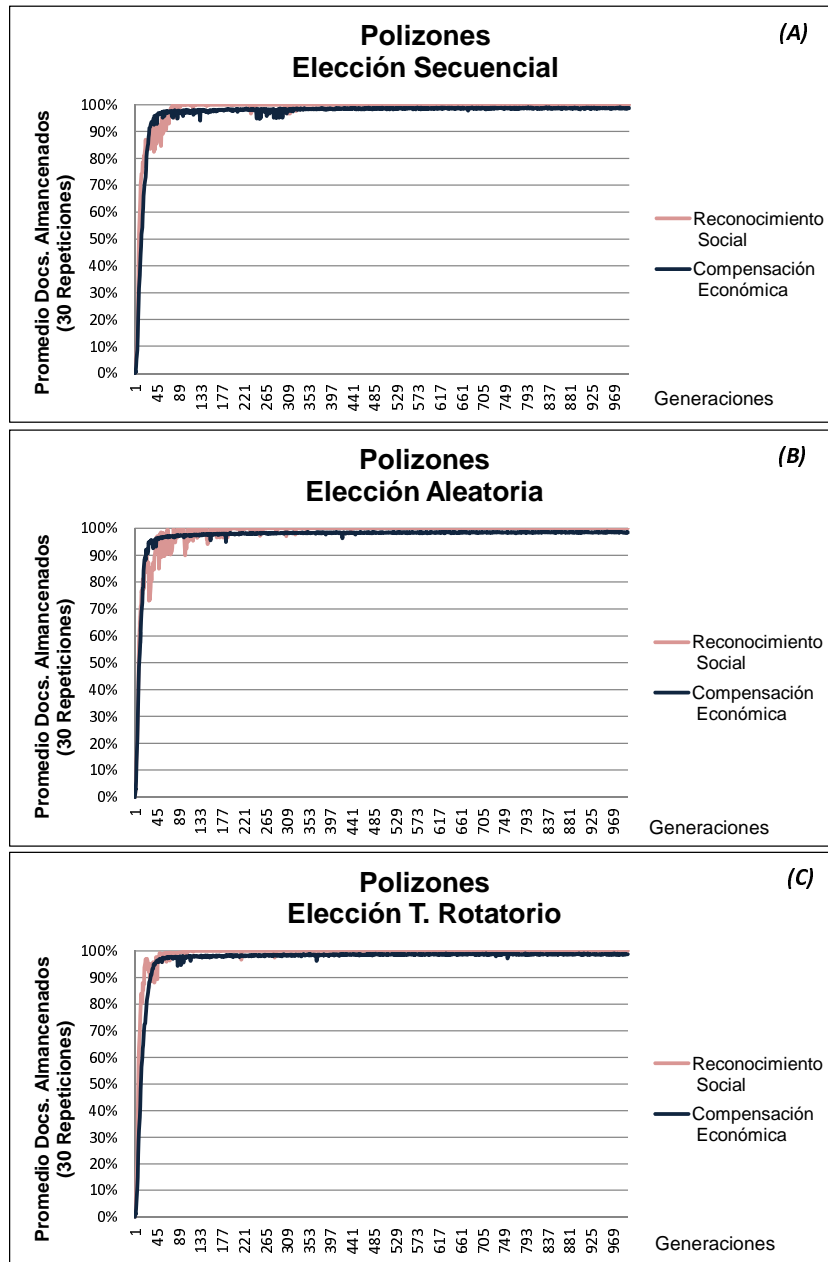 Polizones
Elección Secuencial
(A)
Promedio Docs. Almancenados
(30 Repeticiones)
100%
90%
80%
70%
60%
50%
40%
30%
20%
10%
0%
1 45 89 133 177 221 265 309 353 397 441 485 529 573 617 661 705 749 793 837 881 925 969
Generaciones
Reconocimiento
Social
Compensación
Económica
Polizones
Elección Aleatoria
(B)
Promedio Docs. Almancenados
(30 Repeticiones)
100%
90%
80%
70%
60%
50%
40%
30%
20%
10%
0%
1 45 89 133 177 221 265 309 353 397 441 485 529 573 617 661 705 749 793 837 881 925 969
Generaciones
Reconocimiento
Social
Compensación
Económica
Polizones
Elección T. Rotatorio
(C)
Promedio Docs. Almancenados
(30 Repeticiones)
100%
90%
80%
70%
60%
50%
40%
30%
20%
10%
0%
1 45 89 133 177 221 265 309 353 397 441 485 529 573 617 661 705 749 793 837 881 925 969
Generaciones
Reconocimiento
Social
Compensación
Económica